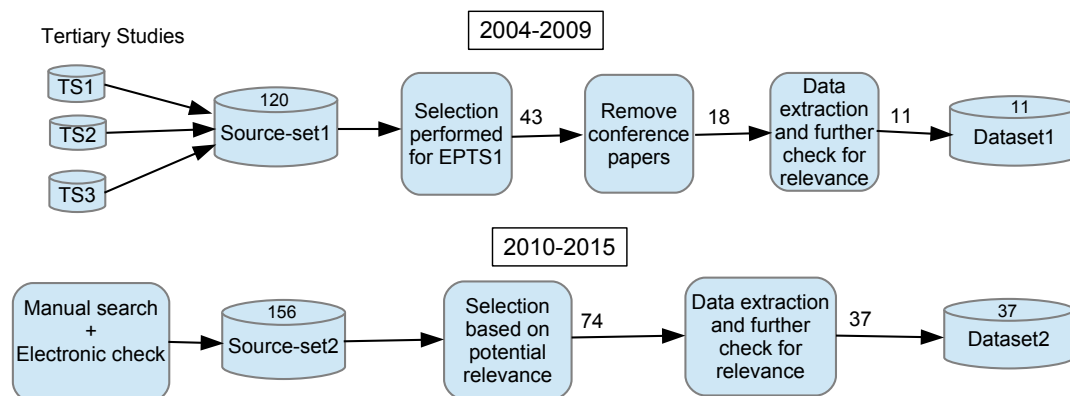 Tertiary Studies
2004-2009
TS1
TS2
TS3
120
Source-set1
Selection
performed
for EPTS1
43
Remove
conference
papers
18
Data
extraction
and further
check for
relevance
11
11
Dataset1
2010-2015
Manual search
+
Electronic check
156
Source-set2
Selection
based on
potential
relevance
74
Data extraction
and further
check for
relevance
37
37
Dataset2